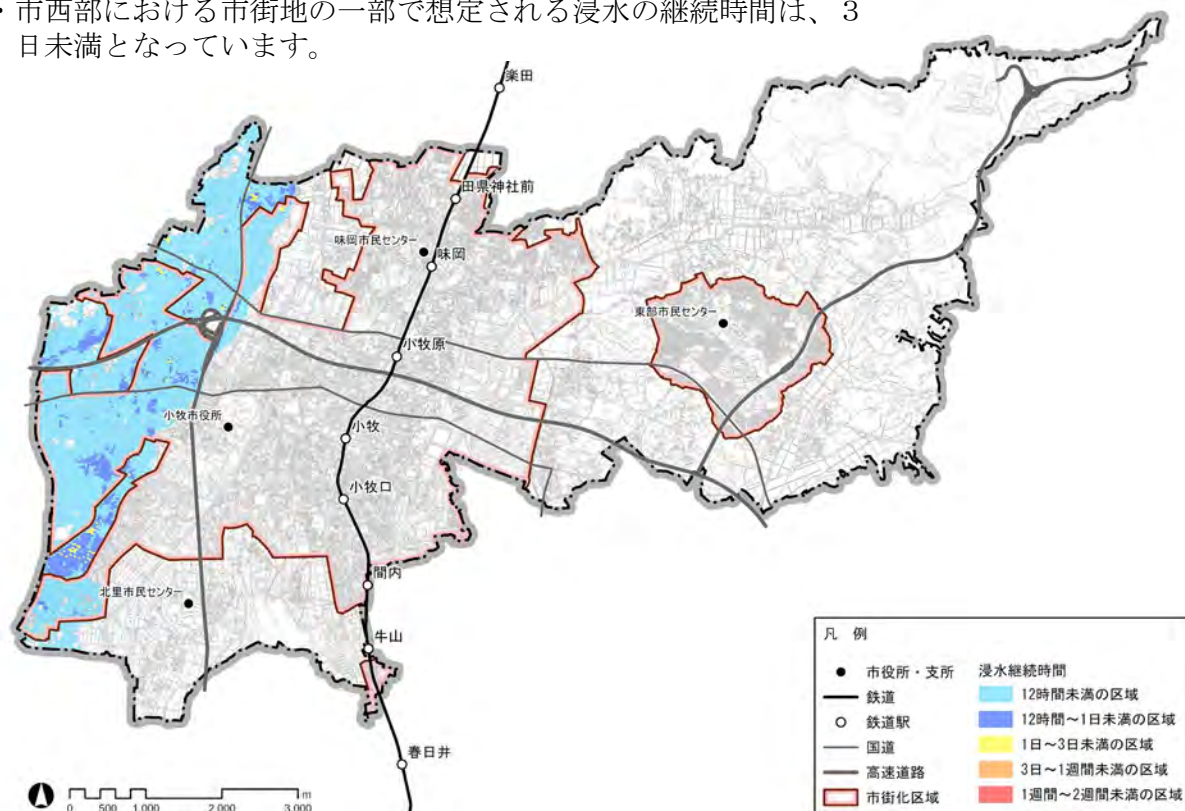 ・市西部における市街地の一部で想定される浸水の継続時間は、３
日未満となっています。
楽田
田県神社前
味岡市民センター
味岡
東部市民センター
小牧原
小牧市役所
小牧
小牧口
間内
北里市民センター
牛山
春日井
凡 例
市役所・支所
鉄道
鉄道駅
国道
高速道路
市街化区域
浸水継続時間
12時間未満の区域
12時間～1日未満の区域
1日～3日未満の区域
3日～1週間未満の区域
1週間～2週間未満の区域
0 500 1,000 2,000 3,000 m